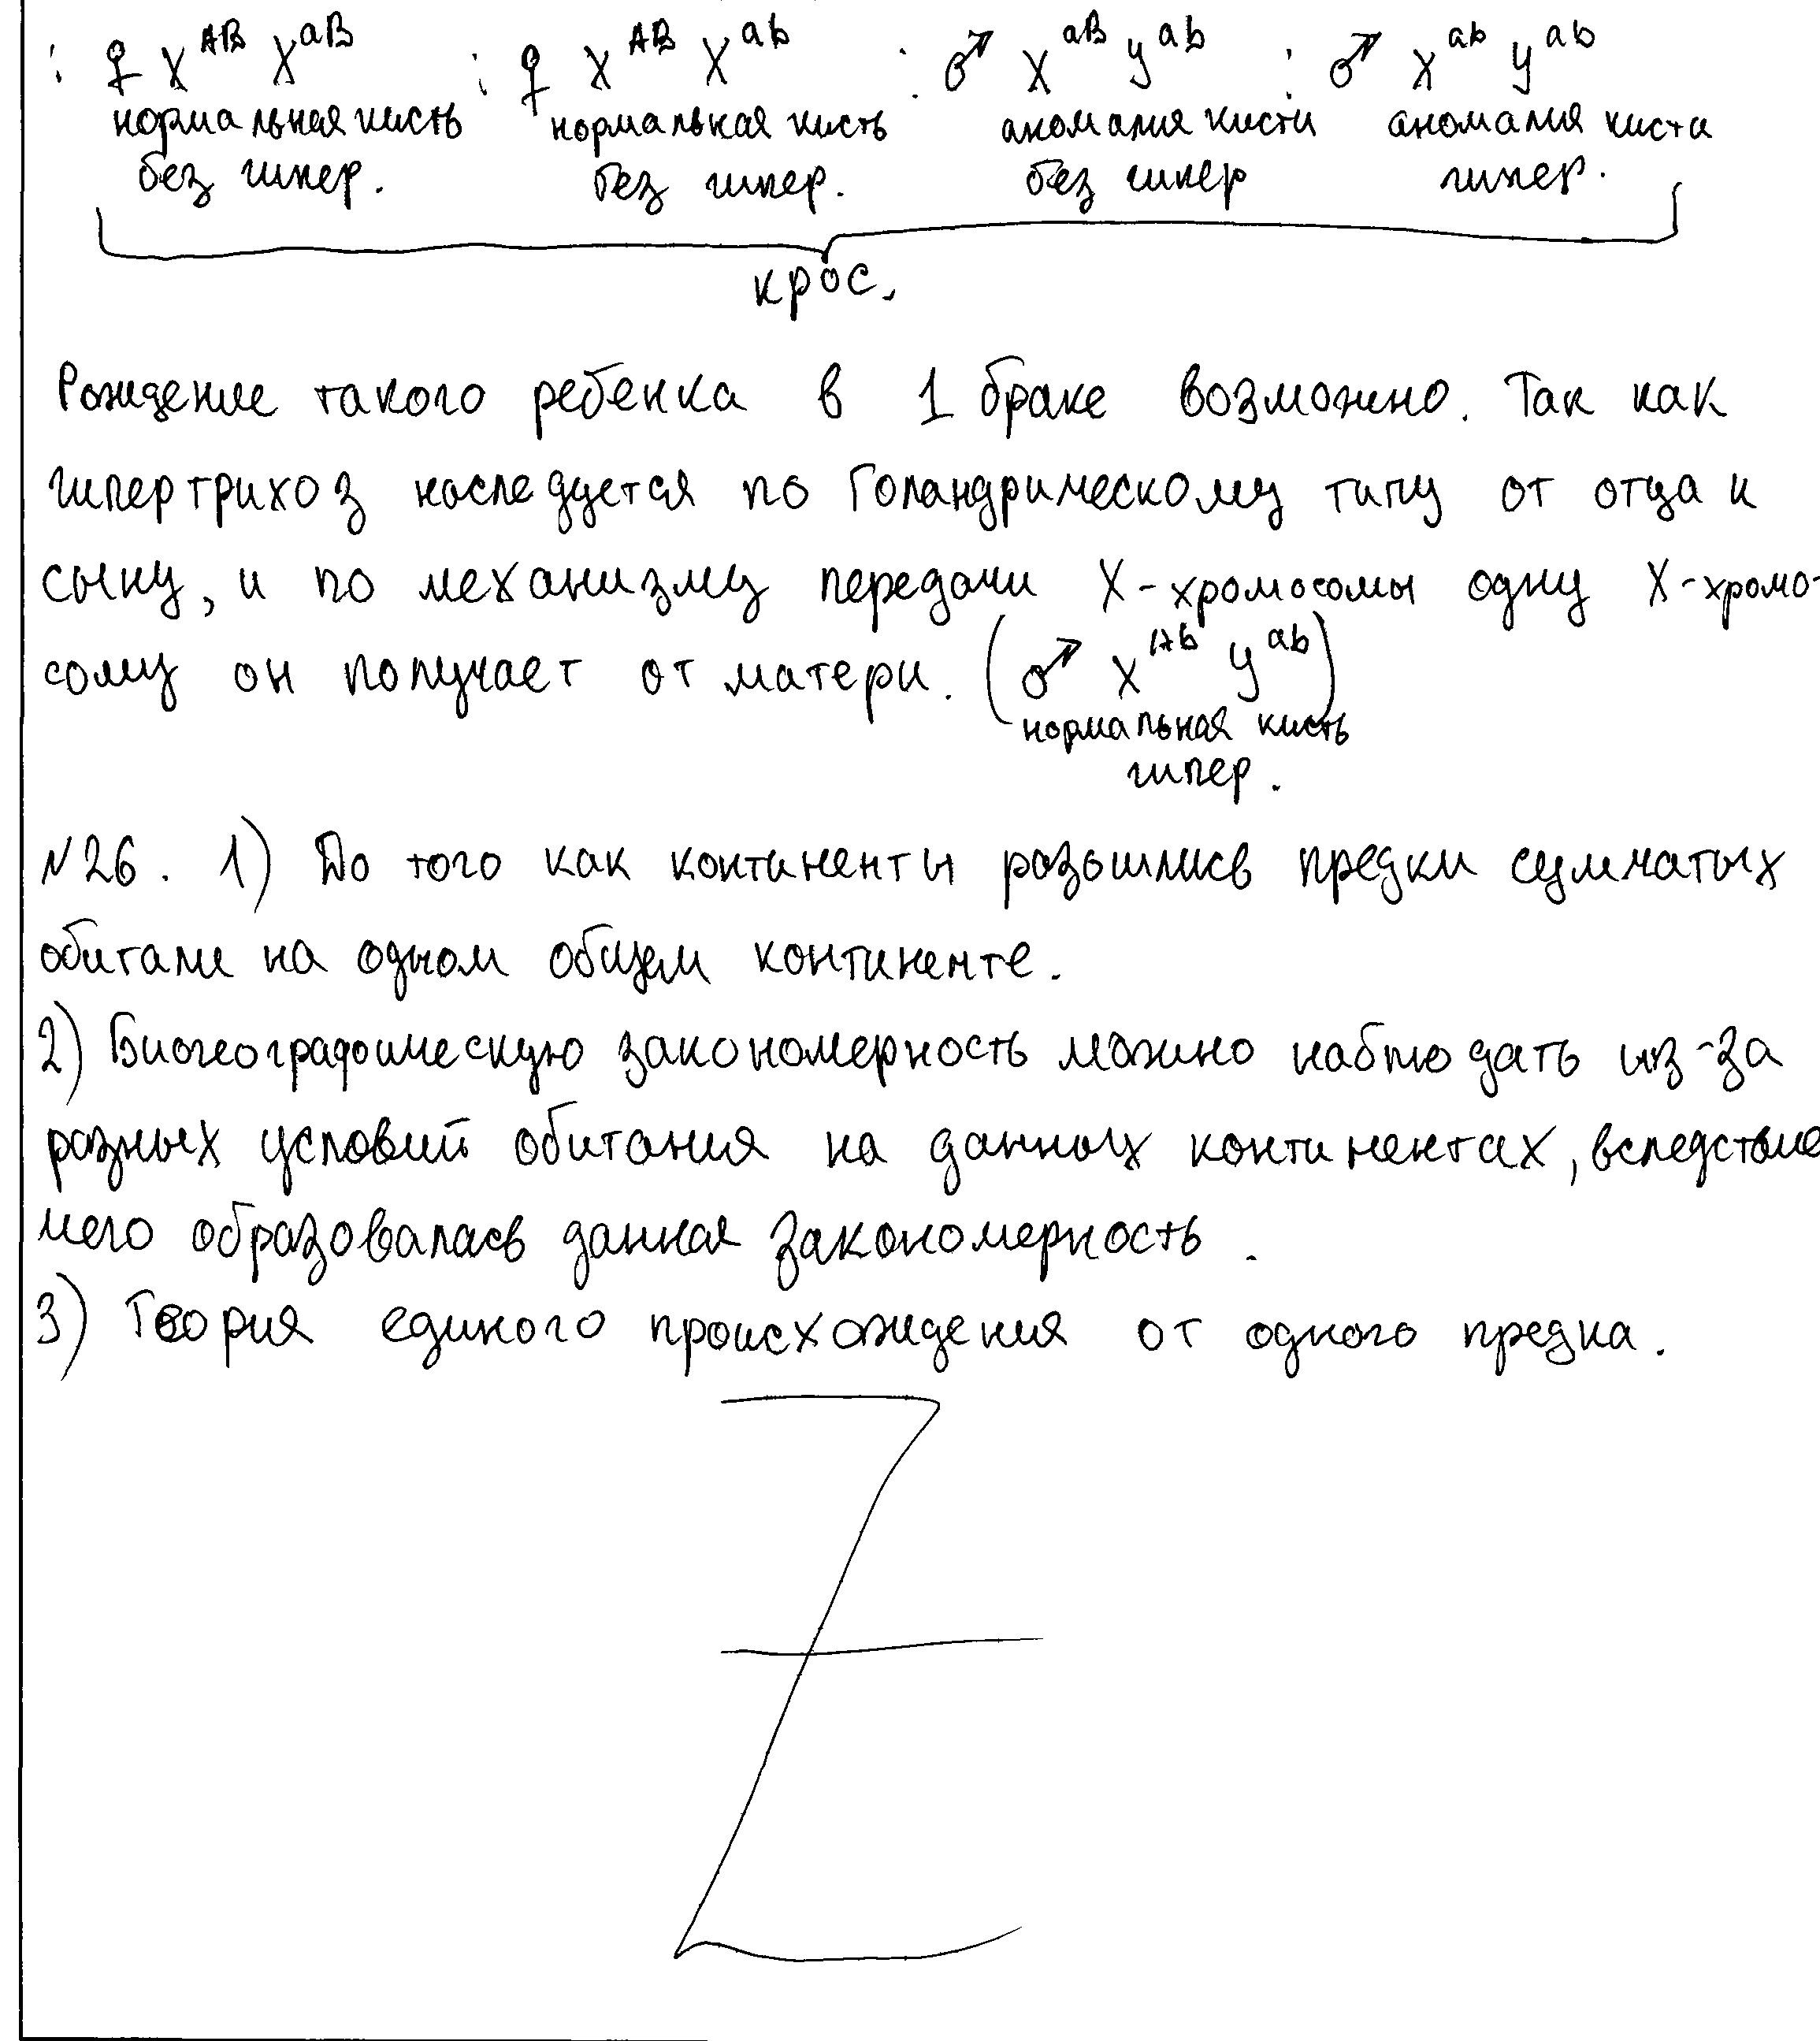 : ♀ X^AB X^aB : ♀ X^AB X^ab : ♂ X^aB y^ab : ♂ X^ab y^ab
нормальная кисть нормальная кисть аномалия кисти аномалия кисти
без гипер. без гипер. без гипер гипер.
крос.
Рождение такого ребенка в 1 браке возможно. Так как
гипертрихоз наследуется по Голандрическому типу от отца к
сыну, и по механизму передачи X-хромосомы одну X-хромо-
сому он получает от матери. (♂ X^Ab y^ab)
нормальная кисть
гипер.
№26. 1) До того как континенты разошлись предки сумчатых
обитали на одном общем континенте.
2) Биогеографическую закономерность можно наблюдать из-за
разных условий обитания на данных континентах, вследствие
чего образовалась данная закономерность.
3) Теория единого происхождения от одного предка.
Z